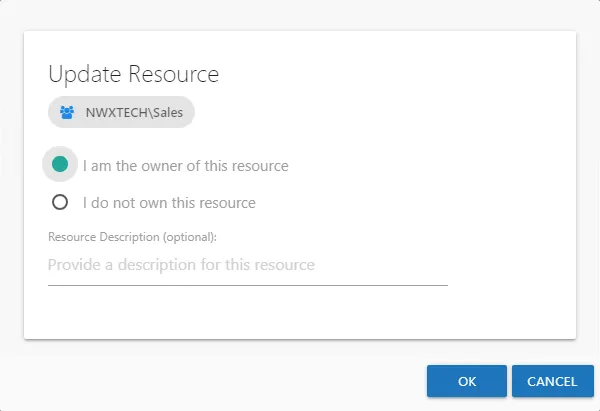 Update Resource
NWXTECH\Sales
I am the owner of this resource
I do not own this resource
Resource Description (optional):
Provide a description for this resource
OK
CANCEL